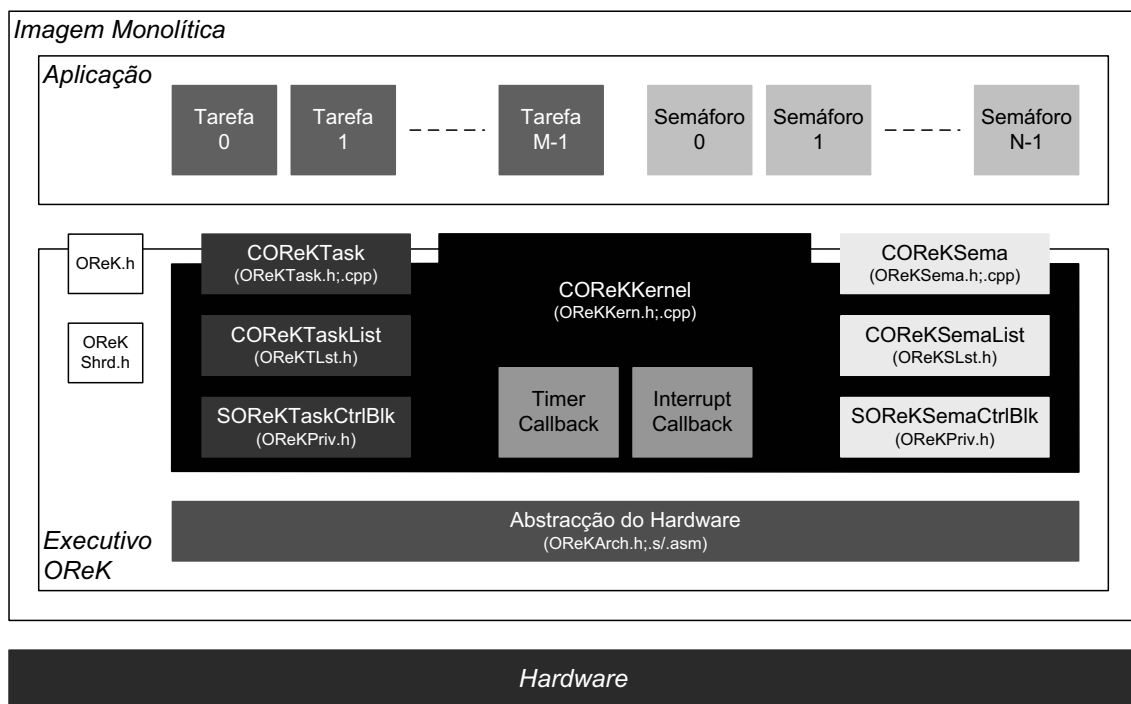 Imagem Monolítica
Aplicação
Tarefa
0
Tarefa
1
Tarefa
M-1
Semáforo
0
Semáforo
1
Semáforo
N-1
OReK.h
OReK
Shrd.h
COReKTask
(OReKTask.h;.cpp)
COReKTaskList
(OReKTLst.h)
SOReKTaskCtrlBlk
(OReKPriv.h)
COReKKernel
(OReKKern.h;.cpp)
Timer
Callback
Interrupt
Callback
COReKSema
(OReKSema.h;.cpp)
COReKSemaList
(OReKSLst.h)
SOReKSemaCtrlBlk
(OReKPriv.h)
Abstracção do Hardware
(OReKArch.h;.s/.asm)
Executivo
OReK
Hardware